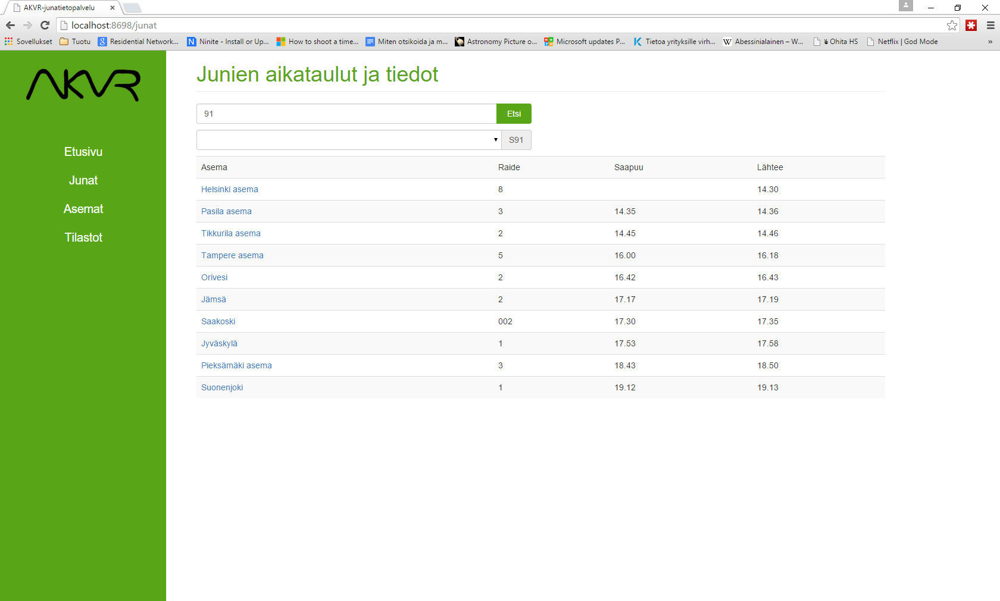 AKVR-junatietopalvelu
localhost:8698/junat
Sovellukset Tuotu Residential Network... Ninite - Install or Up... How to shoot a time... Miten otsikoida ja m... Astronomy Picture o... Microsoft updates P... Tietoa yrityksille virh... Abessinialainen – W... Ohita HS Netflix | God Mode »
AKVR
Etusivu
Junat
Asemat
Tilastot
Junien aikataulut ja tiedot
91 Etsi
S91
Asema Raide Saapuu Lähtee
Helsinki asema 8 14.30
Pasila asema 3 14.35 14.36
Tikkurila asema 2 14.45 14.46
Tampere asema 5 16.00 16.18
Orivesi 2 16.42 16.43
Jämsä 2 17.17 17.19
Saakoski 002 17.30 17.35
Jyväskylä 1 17.53 17.58
Pieksämäki asema 3 18.43 18.50
Suonenjoki 1 19.12 19.13